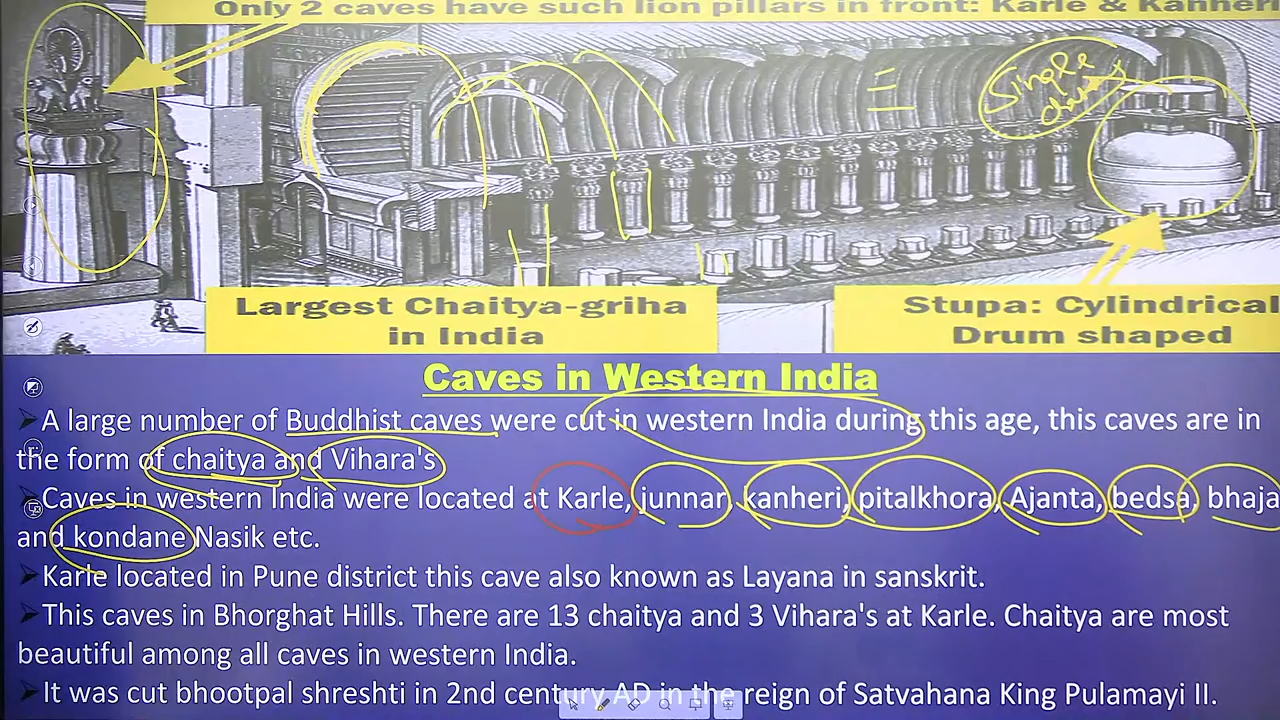 Only 2 caves have such lion pillars in front: Karle & Kanheri
Single
Largest Chaitya-griha
in India
Stupa: Cylindrical
Drum shaped
Caves in Western India
➤A large number of Buddhist caves were cut in western India during this age, this caves are in
the form of chaitya and Vihara's
➤Caves in western India were located at Karle, junnar, kanheri, pitalkhora, Ajanta, bedsa, bhaja
and kondane Nasik etc.
➤Karle located in Pune district this cave also known as Layana in sanskrit.
➤This caves in Bhorghat Hills. There are 13 chaitya and 3 Vihara's at Karle. Chaitya are most
beautiful among all caves in western India.
➤It was cut bhootpal shreshti in 2nd century AD in the reign of Satvahana King Pulamayi II.